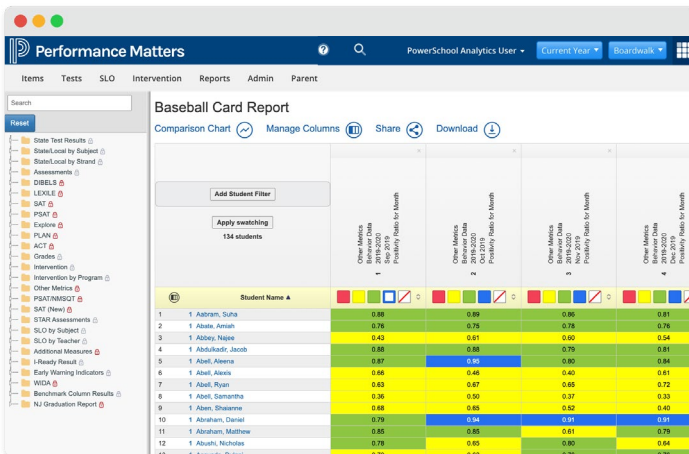 Performance Matters
? PowerSchool Analytics User Current Year Boardwalk
Items Tests SLO Intervention Reports Admin Parent
Search
Reset
State Test Results
State/Local by Subject
State/Local by Strand
Assessments
DIBELS
LEXILE
SAT
PSAT
Explore
PLAN
ACT
Grades
Intervention
Intervention by Program
Other Metrics
PSAT/NMSQT
SAT (New)
STAR Assessments
SLO by Subject
SLO by Teacher
Additional Measures
I-Ready Result
Early Warning Indicators
WIDA
Benchmark Column Results
NJ Graduation Report
Baseball Card Report
Comparison Chart Manage Columns Share Download
Add Student Filter
Apply swatching
134 students
Other Metrics
Behavior Data
2019-2020
Sep 2019
Positivity Ratio for Month
1
Other Metrics
Behavior Data
2019-2020
Oct 2019
Positivity Ratio for Month
2
Other Metrics
Behavior Data
2019-2020
Nov 2019
Positivity Ratio for Month
3
Other Metrics
Behavior Data
2019-2020
Dec 2019
Positivity Ratio for Month
4
Student Name ▲
1 1 Aabram, Suha 0.88 0.89 0.86 0.81
2 1 Abate, Amiah 0.76 0.75 0.78 0.76
3 1 Abbey, Najee 0.43 0.61 0.60 0.54
4 1 Abdulkadir, Jacob 0.88 0.88 0.79 0.81
5 1 Abell, Aleena 0.87 0.95 0.80 0.84
6 1 Abell, Alexis 0.66 0.46 0.40 0.61
7 1 Abell, Ryan 0.63 0.67 0.65 0.72
8 1 Abell, Samantha 0.36 0.50 0.37 0.33
9 1 Aben, Shaianne 0.68 0.65 0.52 0.40
10 1 Abraham, Daniel 0.79 0.94 0.91 0.91
11 1 Abraham, Matthew 0.85 0.85 0.61 0.79
12 1 Abushi, Nicholas 0.78 0.65 0.80 0.64